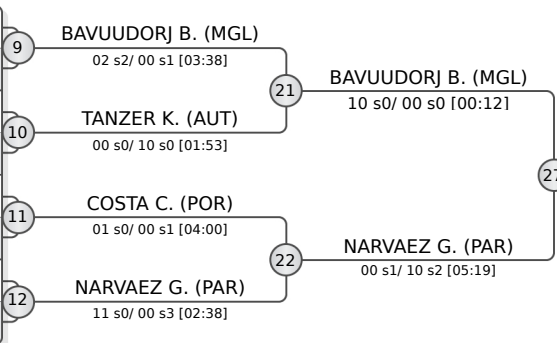 9
BAVUUDORJ B. (MGL)
02 s2/ 00 s1 [03:38]
21
BAVUUDORJ B. (MGL)
10 s0/ 00 s0 [00:12]
10
TANZER K. (AUT)
00 s0/ 10 s0 [01:53]
27
11
COSTA C. (POR)
01 s0/ 00 s1 [04:00]
22
NARVAEZ G. (PAR)
00 s1/ 10 s2 [05:19]
12
NARVAEZ G. (PAR)
11 s0/ 00 s3 [02:38]